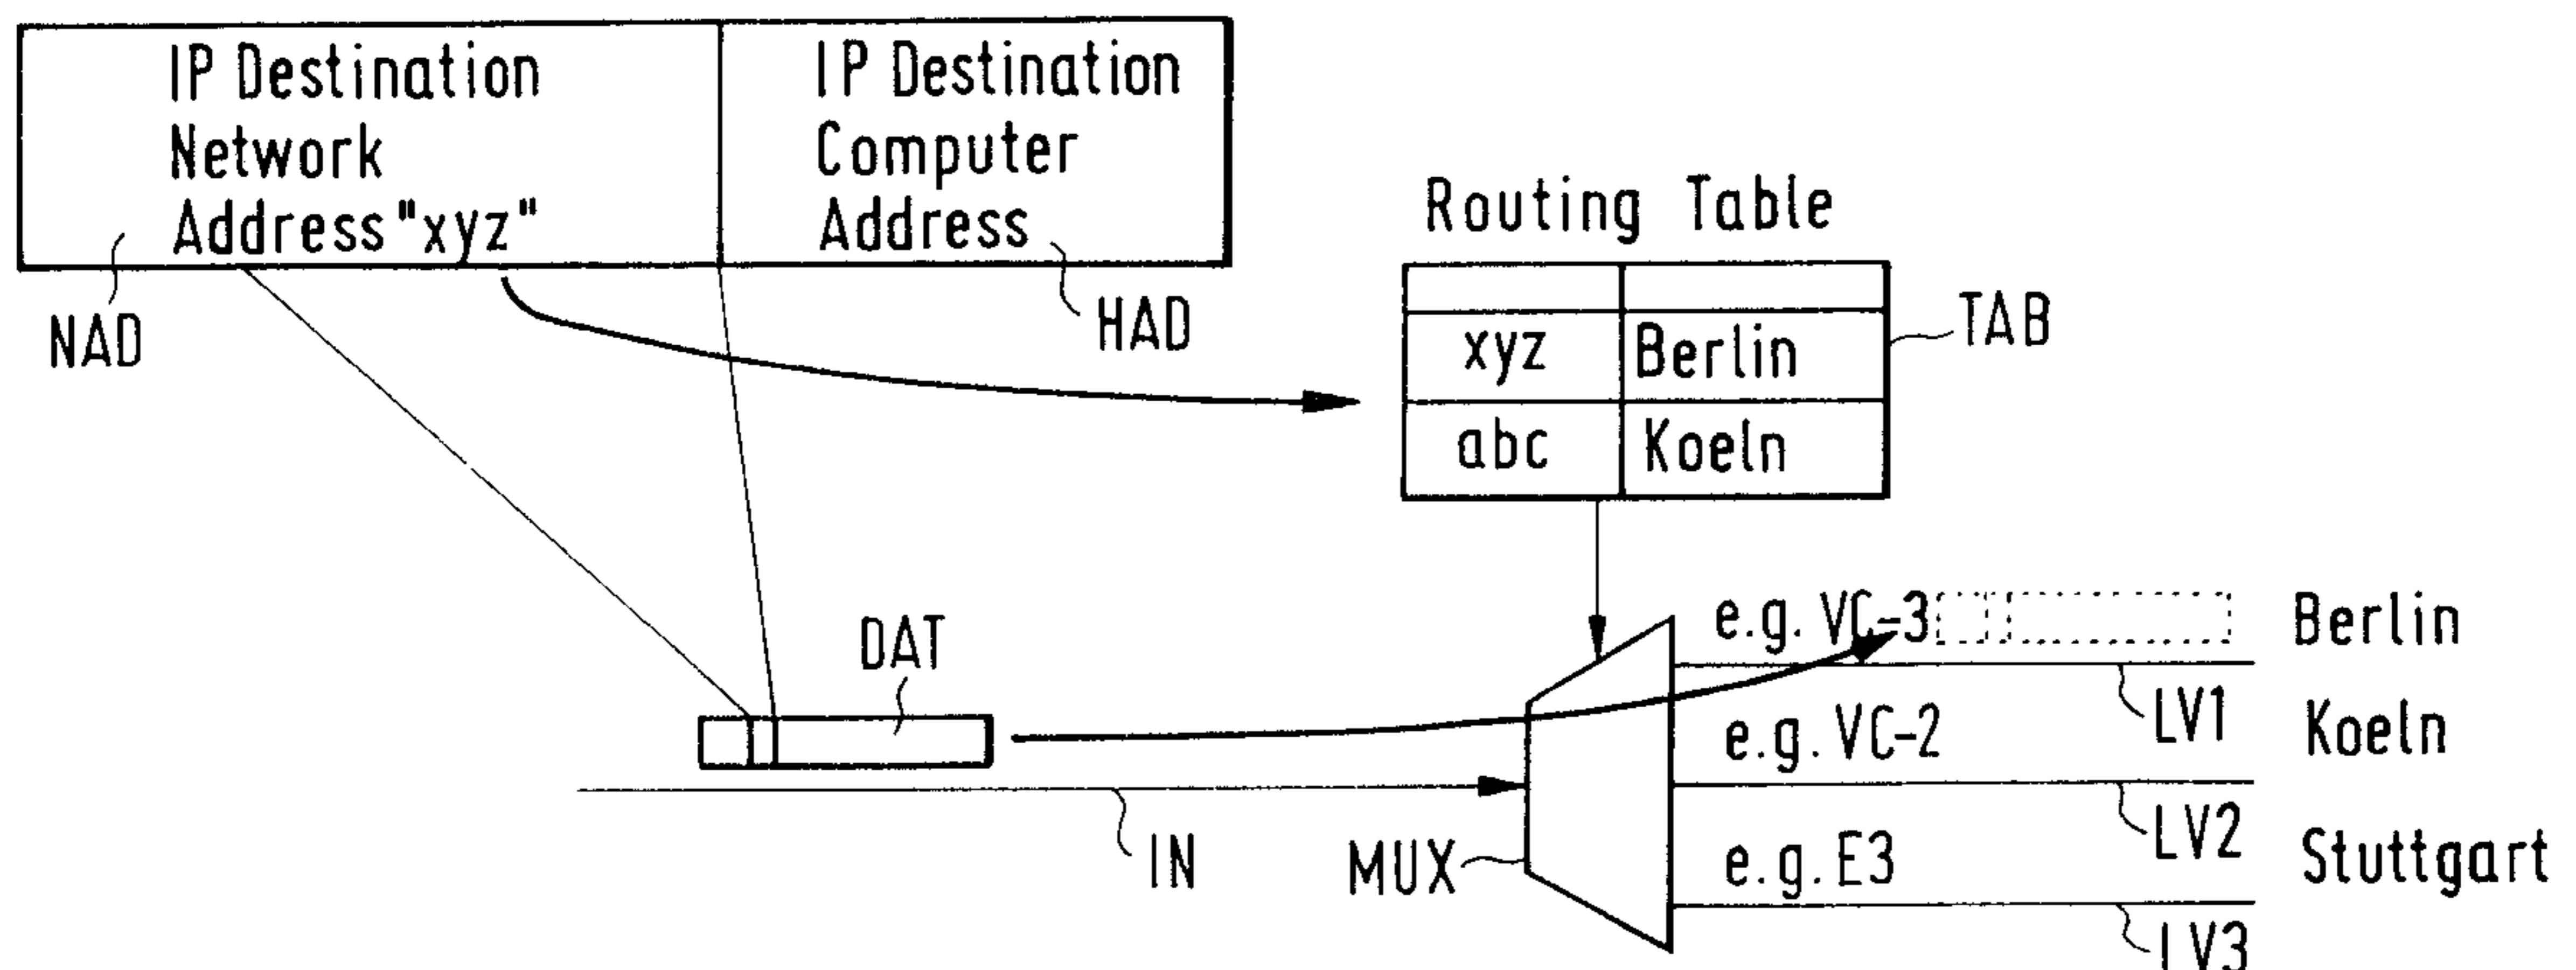 IP Destination
Network
Address "xyz"
IP Destination
Computer
Address
NAD
HAD
Routing Table
xyz Berlin
abc Koeln
TAB
DAT
e.g. VC-3
Berlin
LV1
e.g. VC-2
Koeln
IN
MUX
LV2
e.g. E3
Stuttgart
LV3